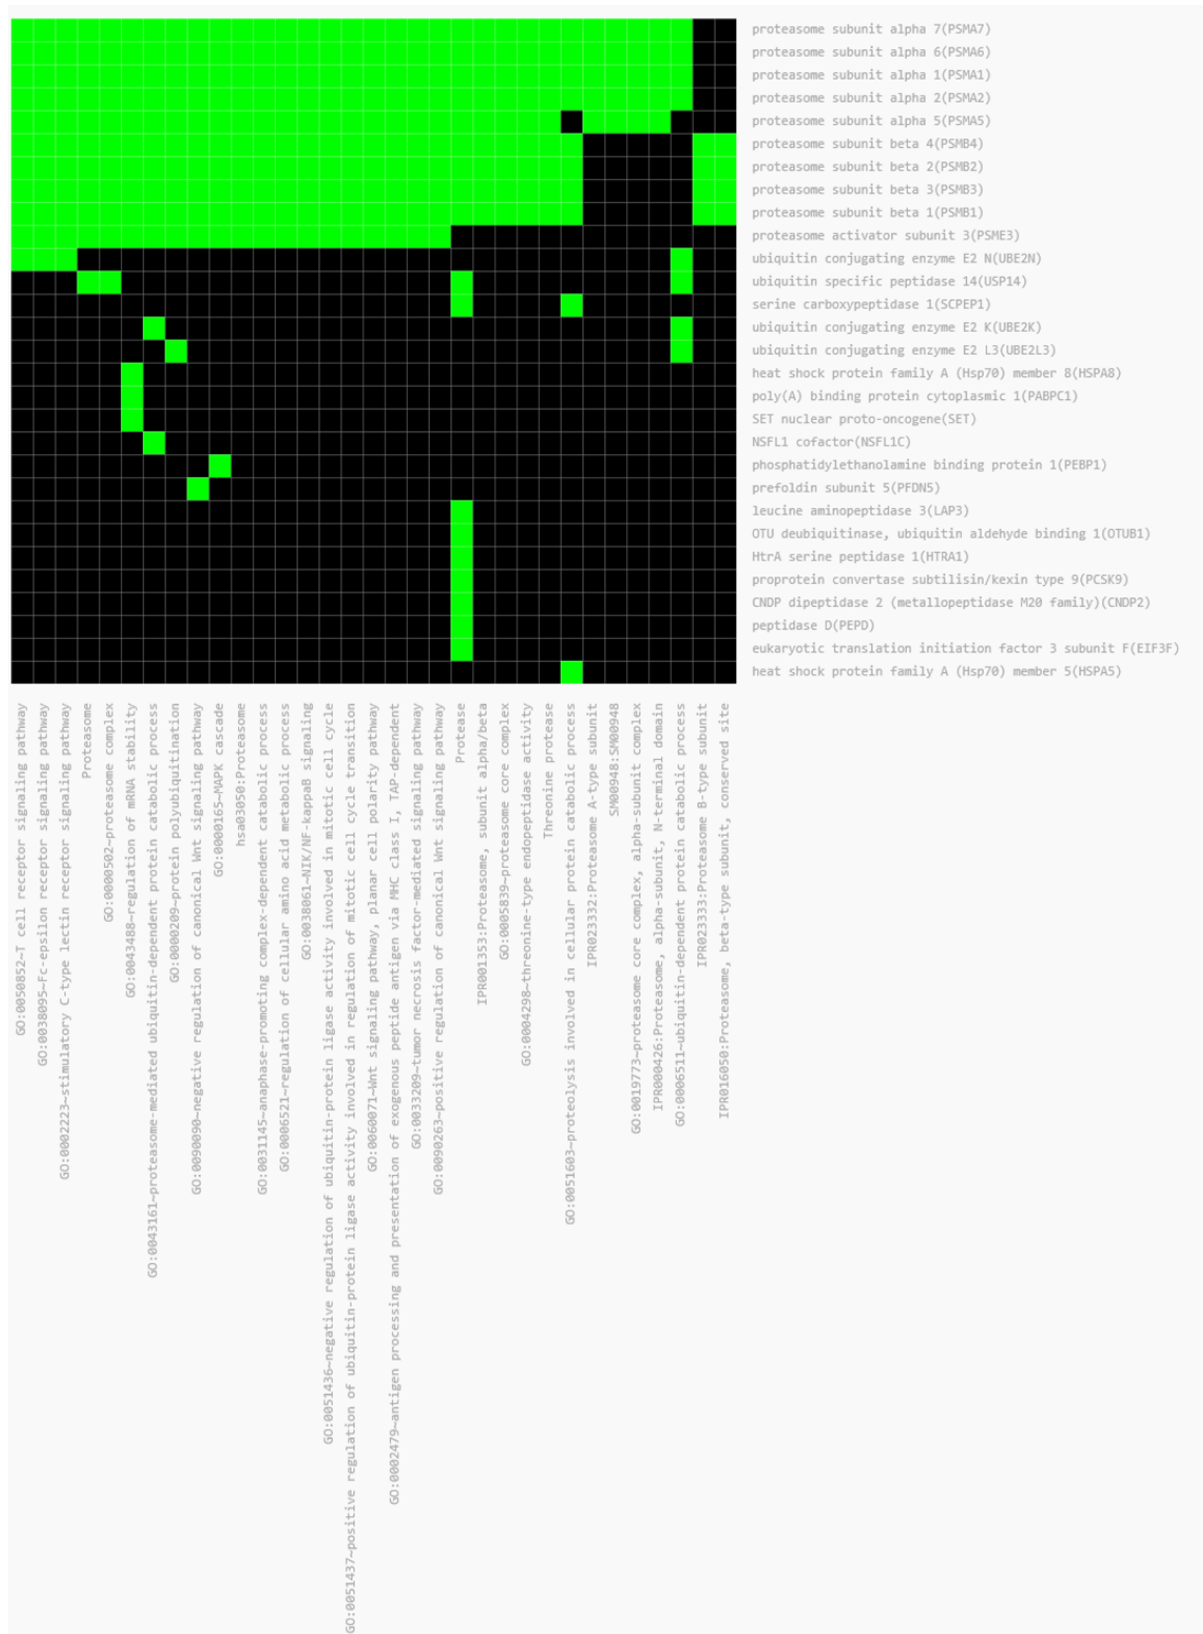 proteasome subunit alpha 7(PSMA7)
proteasome subunit alpha 6(PSMA6)
proteasome subunit alpha 1(PSMA1)
proteasome subunit alpha 2(PSMA2)
proteasome subunit alpha 5(PSMA5)
proteasome subunit beta 4(PSMB4)
proteasome subunit beta 2(PSMB2)
proteasome subunit beta 3(PSMB3)
proteasome subunit beta 1(PSMB1)
proteasome activator subunit 3(PSME3)
ubiquitin conjugating enzyme E2 N(UBE2N)
ubiquitin specific peptidase 14(USP14)
serine carboxypeptidase 1(SCPEP1)
ubiquitin conjugating enzyme E2 K(UBE2K)
ubiquitin conjugating enzyme E2 L3(UBE2L3)
heat shock protein family A (Hsp70) member 8(HSPA8)
poly(A) binding protein cytoplasmic 1(PABPC1)
SET nuclear proto-oncogene(SET)
NSFL1 cofactor(NSFL1C)
phosphatidylethanolamine binding protein 1(PEBP1)
prefoldin subunit 5(PFDN5)
leucine aminopeptidase 3(LAP3)
OTU deubiquitinase, ubiquitin aldehyde binding 1(OTUB1)
HtrA serine peptidase 1(HTRA1)
proprotein convertase subtilisin/kexin type 9(PCSK9)
CNDP dipeptidase 2 (metallopeptidase M20 family)(CNDP2)
peptidase D(PEPD)
eukaryotic translation initiation factor 3 subunit F(EIF3F)
heat shock protein family A (Hsp70) member 5(HSPA5)
GO:0050852~T cell receptor signaling pathway
GO:0038095~Fc-epsilon receptor signaling pathway
GO:0002223~stimulatory C-type lectin receptor signaling pathway
Proteasome
GO:0000502~proteasome complex
GO:0043488~regulation of mRNA stability
GO:0043161~proteasome-mediated ubiquitin-dependent protein catabolic process
GO:0000209~protein polyubiquitination
GO:0090090~negative regulation of canonical Wnt signaling pathway
GO:0000165~MAPK cascade
hsa03050:Proteasome
GO:0031145~anaphase-promoting complex-dependent catabolic process
GO:0006521~regulation of cellular amino acid metabolic process
GO:0038061~NIK/NF-kappaB signaling
GO:0051436~negative regulation of ubiquitin-protein ligase activity involved in mitotic cell cycle
GO:0051437~positive regulation of ubiquitin-protein ligase activity involved in regulation of mitotic cell cycle transition
GO:0060071~Wnt signaling pathway, planar cell polarity pathway
GO:0002479~antigen processing and presentation of exogenous peptide antigen via MHC class I, TAP-dependent
GO:0033209~tumor necrosis factor-mediated signaling pathway
GO:0090263~positive regulation of canonical Wnt signaling pathway
Protease
IPR001353:Proteasome, subunit alpha/beta
GO:0005839~proteasome core complex
GO:0004298~threonine-type endopeptidase activity
Threonine protease
GO:0051603~proteolysis involved in cellular protein catabolic process
IPR023332:Proteasome A-type subunit
SM00948:SM00948
GO:0019773~proteasome core complex, alpha-subunit complex
IPR000426:Proteasome, alpha-subunit, N-terminal domain
GO:0006511~ubiquitin-dependent protein catabolic process
IPR023333:Proteasome B-type subunit
IPR016050:Proteasome, beta-type subunit, conserved site